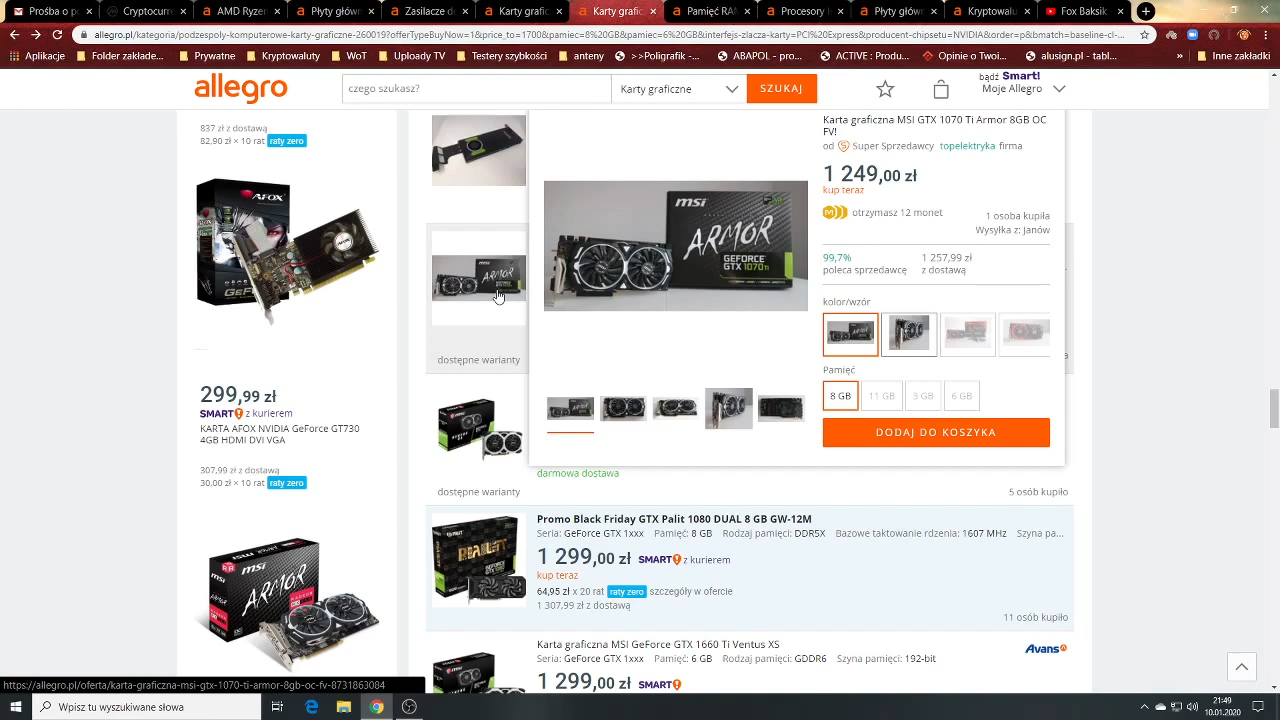 Prośba o p
Cryptocurre
AMD Ryzen
Płyty główn
Zasilacze d
Karty grafic
Karty grafic
Pamięć RA
Procesory
Płyty główn
Kryptowalu
Fox Baksik
allegro.pl/kategoria/podzespoly-komputerowe-karty-graficzne-260019?offerTypeBuyNow=1&price_to=1700&pamiec=8%20GB&pamiec=6%20GB&interfejs-zlacza-karty=PCI%20Express&producent-chipsetu=NVIDIA&order=p&bmatch=baseline-cl-...
Aplikacje
Prywatne
Kryptowaluty
WoT
Uploady TV
Testery szybkości
anteny
>>Poligrafik -...
ABAPOL - pro...
ACTIVE : Produ...
Opinie o Twoi...
alusign.pl - test...
Inne zakładki
allegro
czego szukasz?
Karty graficzne
SZUKAJ
bądź Smart!
Moje Allegro
837 zł z dostawą
82,90 zł × 10 rat raty zero
AFOX
299,99 zł
SMART z kurierem
KARTA AFOX NVIDIA GeForce GT730
4GB HDMI DVI VGA
307,99 zł z dostawą
30,00 zł × 10 rat raty zero
msi
ARMOR
dostępne warianty
dostępne warianty
msi
ARMOR
GEFORCE
GTX 1070 Ti
Karta graficzna MSI GTX 1070 Ti Armor 8GB OC
FV!
od Super Sprzedawcy topelektryka firma
1 249,00 zł
kup teraz
otrzymasz 12 monet
1 osoba kupiła
Wysyłka z: Janów
99,7%
poleca sprzedawcę
1 257,99 zł
z dostawą
kolor/wzór
Pamięć
8 GB
11 GB
3 GB
6 GB
DODAJ DO KOSZYKA
darmowa dostawa
5 osób kupiło
Promo Black Friday GTX Palit 1080 DUAL 8 GB GW-12M
Seria: GeForce GTX 1xxx Pamięć: 8 GB Rodzaj pamięci: DDR5X Bazowe taktowanie rdzenia: 1607 MHz Szyna pa...
1 299,00 zł SMART z kurierem
kup teraz
64,95 zł x 20 rat raty zero szczegóły w ofercie
1 307,99 zł z dostawą
11 osób kupiło
Karta graficzna MSI GeForce GTX 1660 Ti Ventus XS
Avans
Seria: GeForce GTX 1xxx Pamięć: 6 GB Rodzaj pamięci: GDDR6 Szyna pamięci: 192-bit
1 299,00 zł SMART
https://allegro.pl/oferta/karta-graficzna-msi-gtx-1070-ti-armor-8gb-oc-fv-8731863084
Wpisz tu wyszukiwane słowa
21:49
10.01.2020